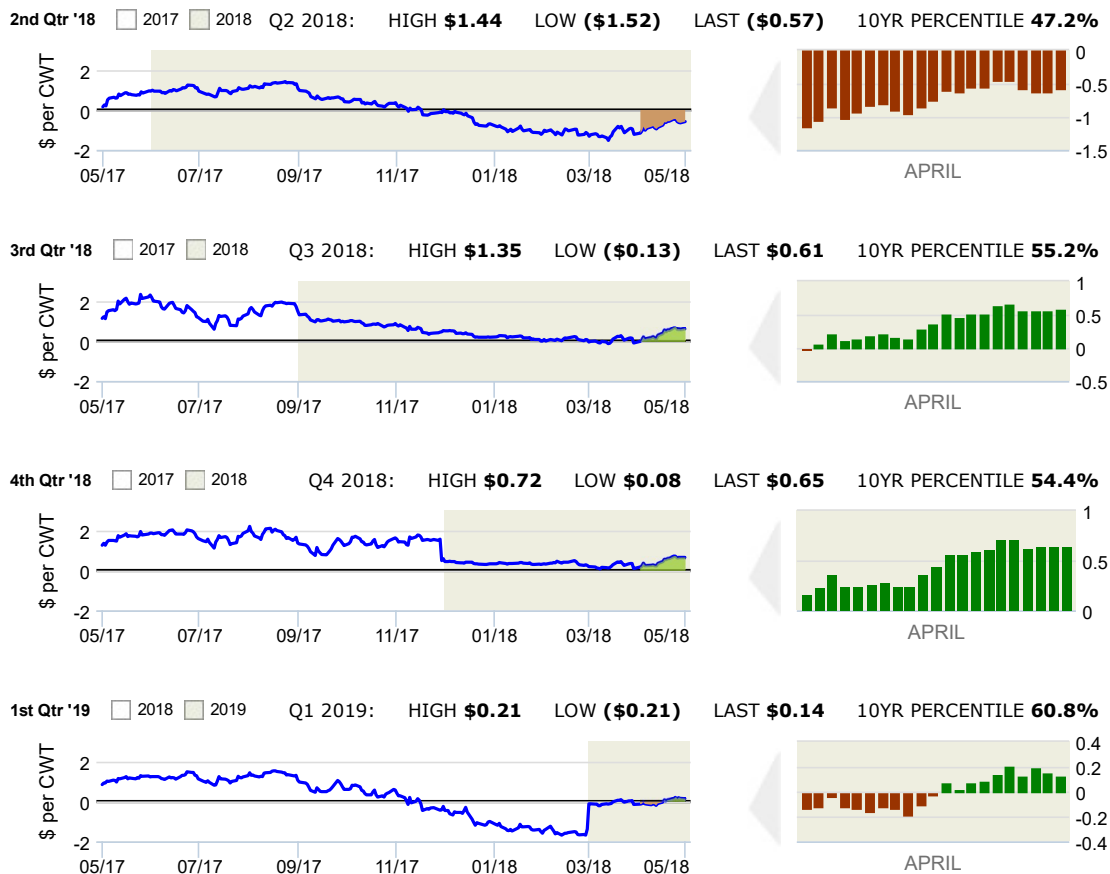 2nd Qtr '18 2017 2018 Q2 2018: HIGH $1.44 LOW ($1.52) LAST ($0.57) 10YR PERCENTILE 47.2%
$ per CWT
2
0
-2
05/17 07/17 09/17 11/17 01/18 03/18 05/18
0
-0.5
-1
-1.5
APRIL
3rd Qtr '18 2017 2018 Q3 2018: HIGH $1.35 LOW ($0.13) LAST $0.61 10YR PERCENTILE 55.2%
$ per CWT
2
0
-2
05/17 07/17 09/17 11/17 01/18 03/18 05/18
1
0.5
0
-0.5
APRIL
4th Qtr '18 2017 2018 Q4 2018: HIGH $0.72 LOW $0.08 LAST $0.65 10YR PERCENTILE 54.4%
$ per CWT
2
0
-2
05/17 07/17 09/17 11/17 01/18 03/18 05/18
1
0.5
0
APRIL
1st Qtr '19 2018 2019 Q1 2019: HIGH $0.21 LOW ($0.21) LAST $0.14 10YR PERCENTILE 60.8%
$ per CWT
2
0
-2
05/17 07/17 09/17 11/17 01/18 03/18 05/18
0.4
0.2
0
-0.2
-0.4
APRIL